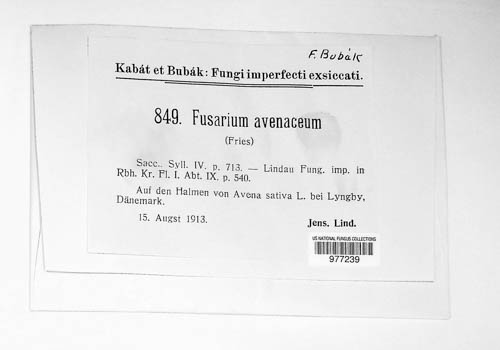 F. Bubák
Kabát et Bubák: Fungi imperfecti exsiccati.
849. Fusarium avenaceum
(Fries)
Sacc.. Syll. IV. p. 713. — Lindau Fung. imp. in
Rbh. Kr. Fl. I. Abt. IX. p. 540.
Auf den Halmen von Avena sativa L. bei Lyngby,
Dänemark.
15. Augst 1913.
Jens. Lind.
US NATIONAL FUNGUS COLLECTIONS
977239